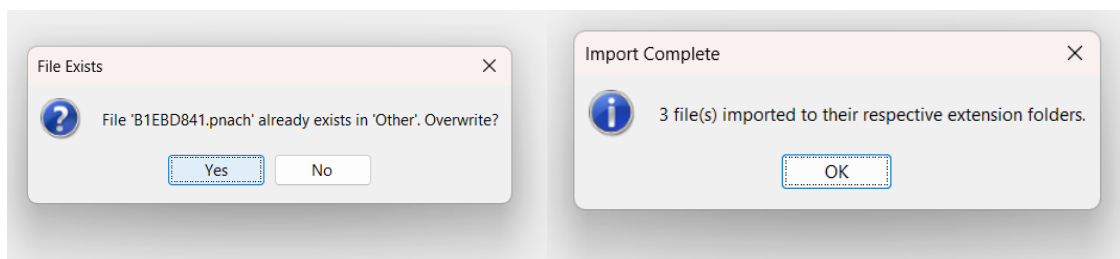 File Exists
File 'B1EBD841.pnach' already exists in 'Other'. Overwrite?
Yes
No
Import Complete
3 file(s) imported to their respective extension folders.
OK